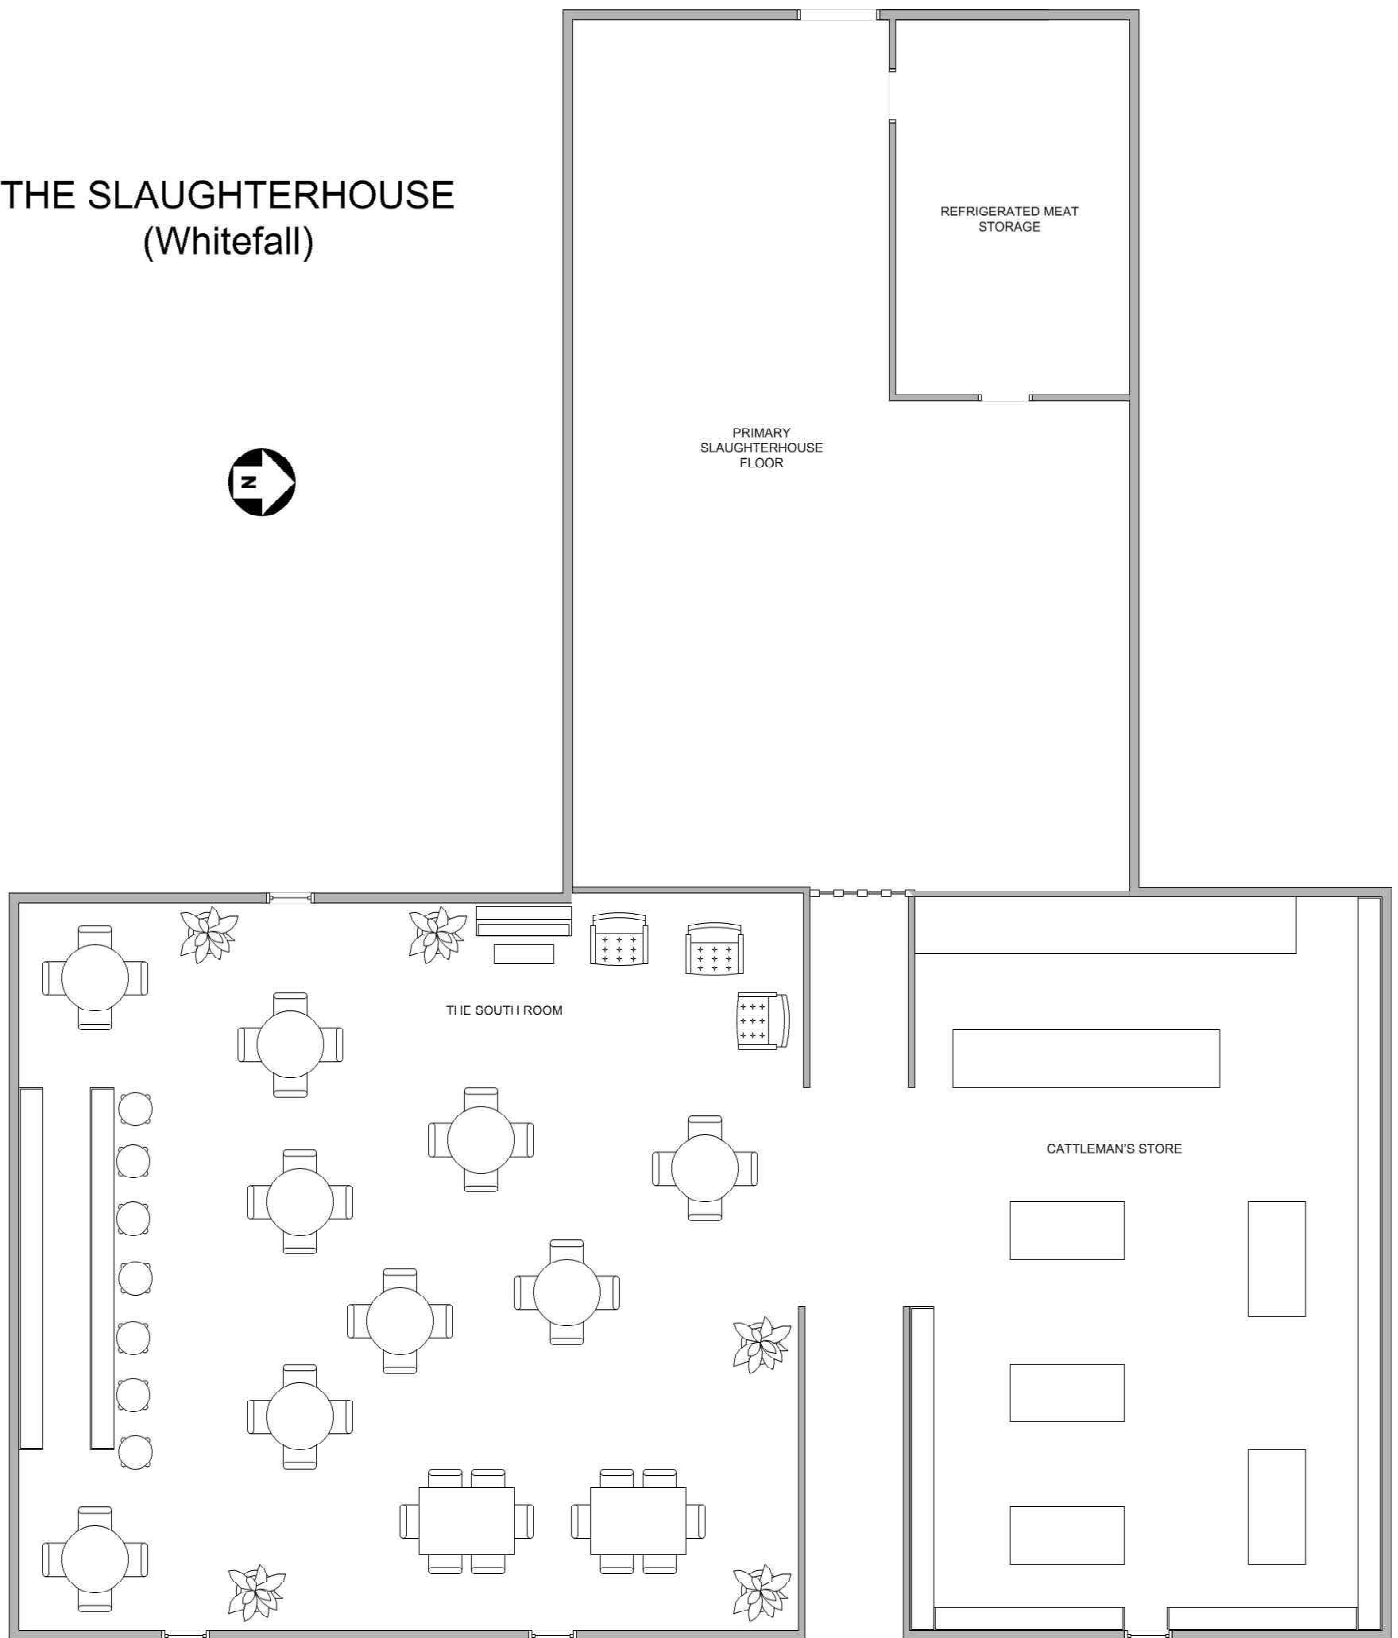 THE SLAUGHTERHOUSE
(Whitefall)
REFRIGERATED MEAT
STORAGE
N
PRIMARY
SLAUGHTERHOUSE
FLOOR
THE SOUTH ROOM
CATTLEMAN'S STORE